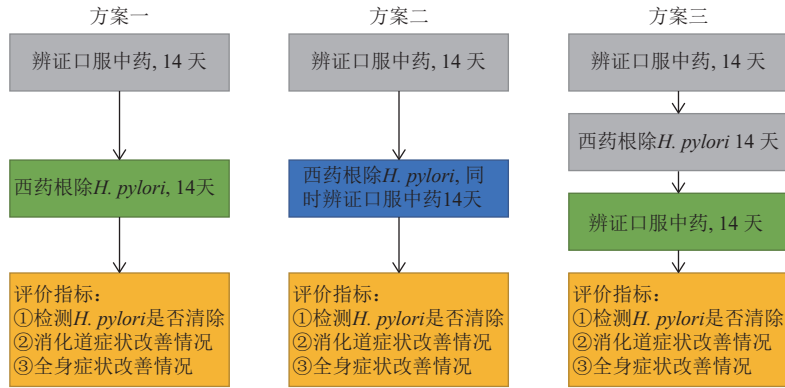 方案一
辨证口服中药, 14 天
西药根除H. pylori, 14天
评价指标：
①检测H. pylori是否清除
②消化道症状改善情况
③全身症状改善情况
方案二
辨证口服中药, 14 天
西药根除H. pylori, 同
时辨证口服中药14天
评价指标：
①检测H. pylori是否清除
②消化道症状改善情况
③全身症状改善情况
方案三
辨证口服中药, 14 天
西药根除H. pylori 14 天
辨证口服中药, 14 天
评价指标：
①检测H. pylori是否清除
②消化道症状改善情况
③全身症状改善情况